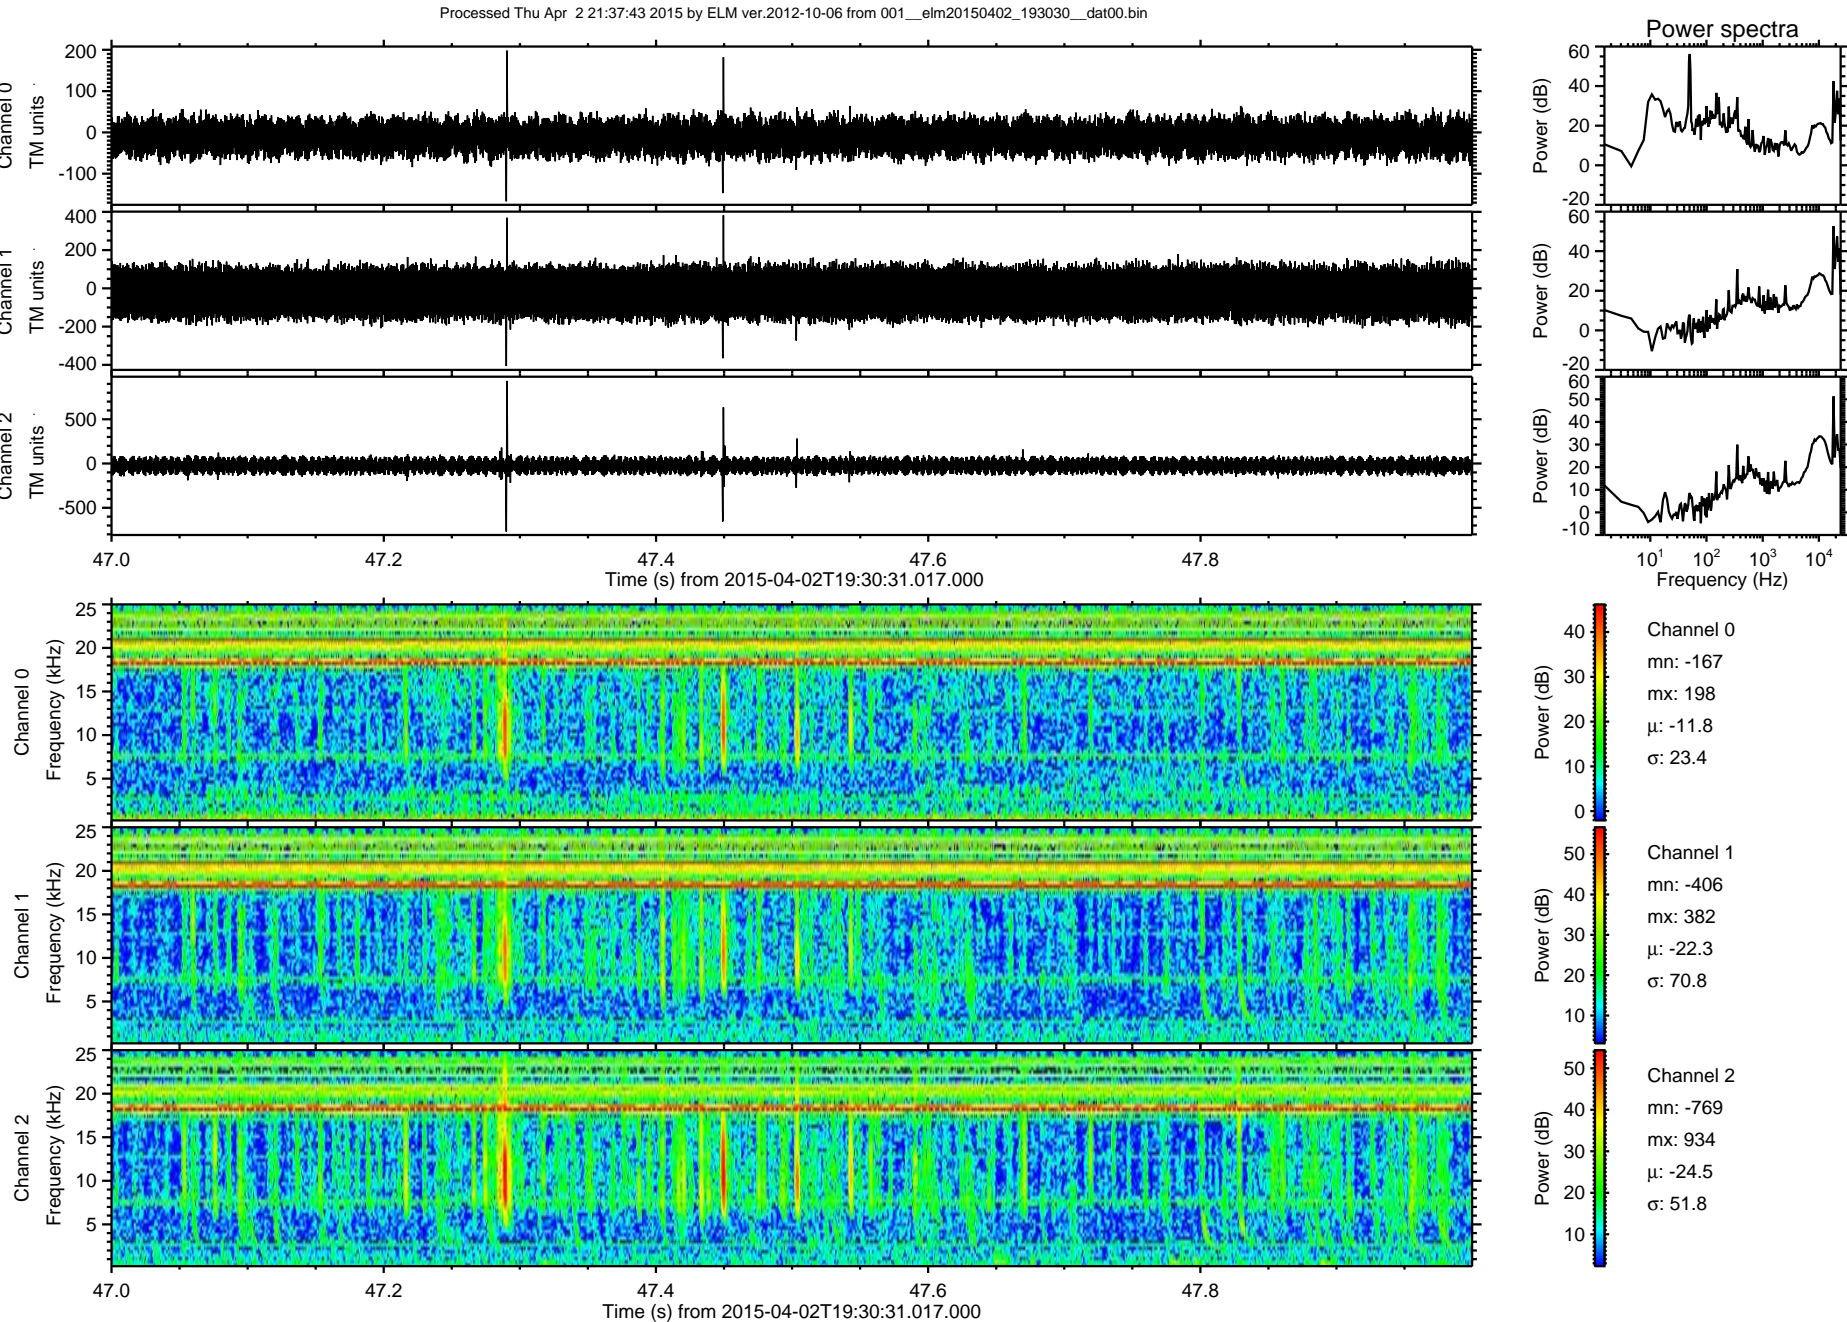 Processed Thu Apr  2 21:37:43 2015 by ELM ver.2012-10-06 from 001__elm20150402_193030__dat00.bin
Power spectra
Channel 0
TM units
200
100
0
-100
Power (dB)
60
40
20
0
-20
Channel 1
TM units
400
200
0
-200
-400
Power (dB)
60
40
20
0
-20
Channel 2
TM units
500
0
-500
Power (dB)
60
50
40
30
20
10
0
-10
47.0 47.2 47.4 47.6 47.8
Time (s) from 2015-04-02T19:30:31.017.000
10¹ 10² 10³ 10⁴
Frequency (Hz)
Channel 0
Frequency (kHz)
25
20
15
10
5
Power (dB)
40
30
20
10
0
Channel 0
mn: -167
mx: 198
μ: -11.8
σ: 23.4
Channel 1
Frequency (kHz)
25
20
15
10
5
Power (dB)
50
40
30
20
10
Channel 1
mn: -406
mx: 382
μ: -22.3
σ: 70.8
Channel 2
Frequency (kHz)
25
20
15
10
5
Power (dB)
50
40
30
20
10
Channel 2
mn: -769
mx: 934
μ: -24.5
σ: 51.8
47.0 47.2 47.4 47.6 47.8
Time (s) from 2015-04-02T19:30:31.017.000